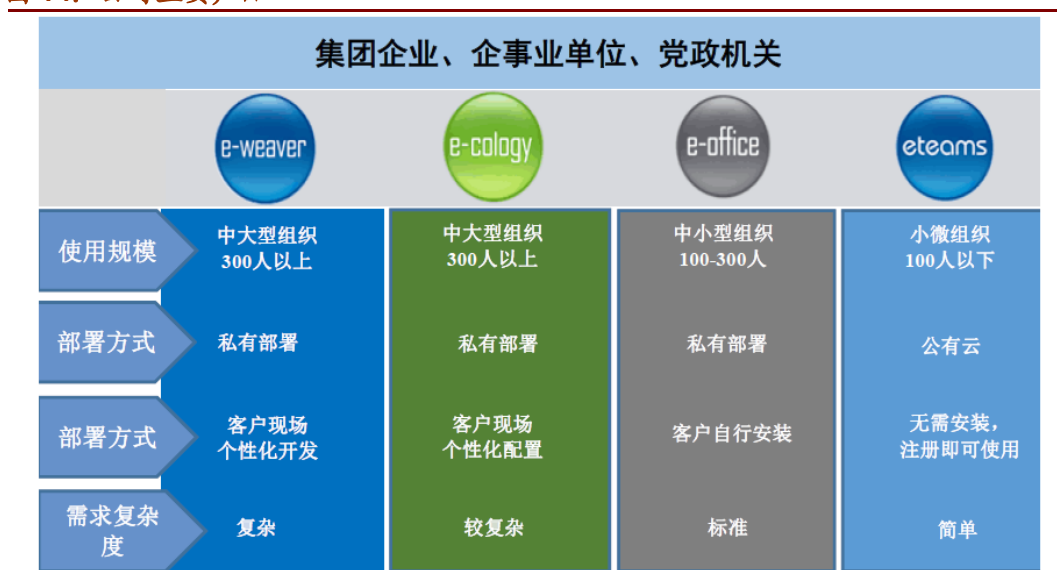 集团企业、企事业单位、党政机关
e-weaver e-cology e-office eteams
使用规模
中大型组织
300人以上
中大型组织
300人以上
中小型组织
100-300人
小微组织
100人以下
部署方式
私有部署
私有部署
私有部署
公有云
部署方式
客户现场
个性化开发
客户现场
个性化配置
客户自行安装
无需安装，
注册即可使用
需求复杂
度
复杂
较复杂
标准
简单